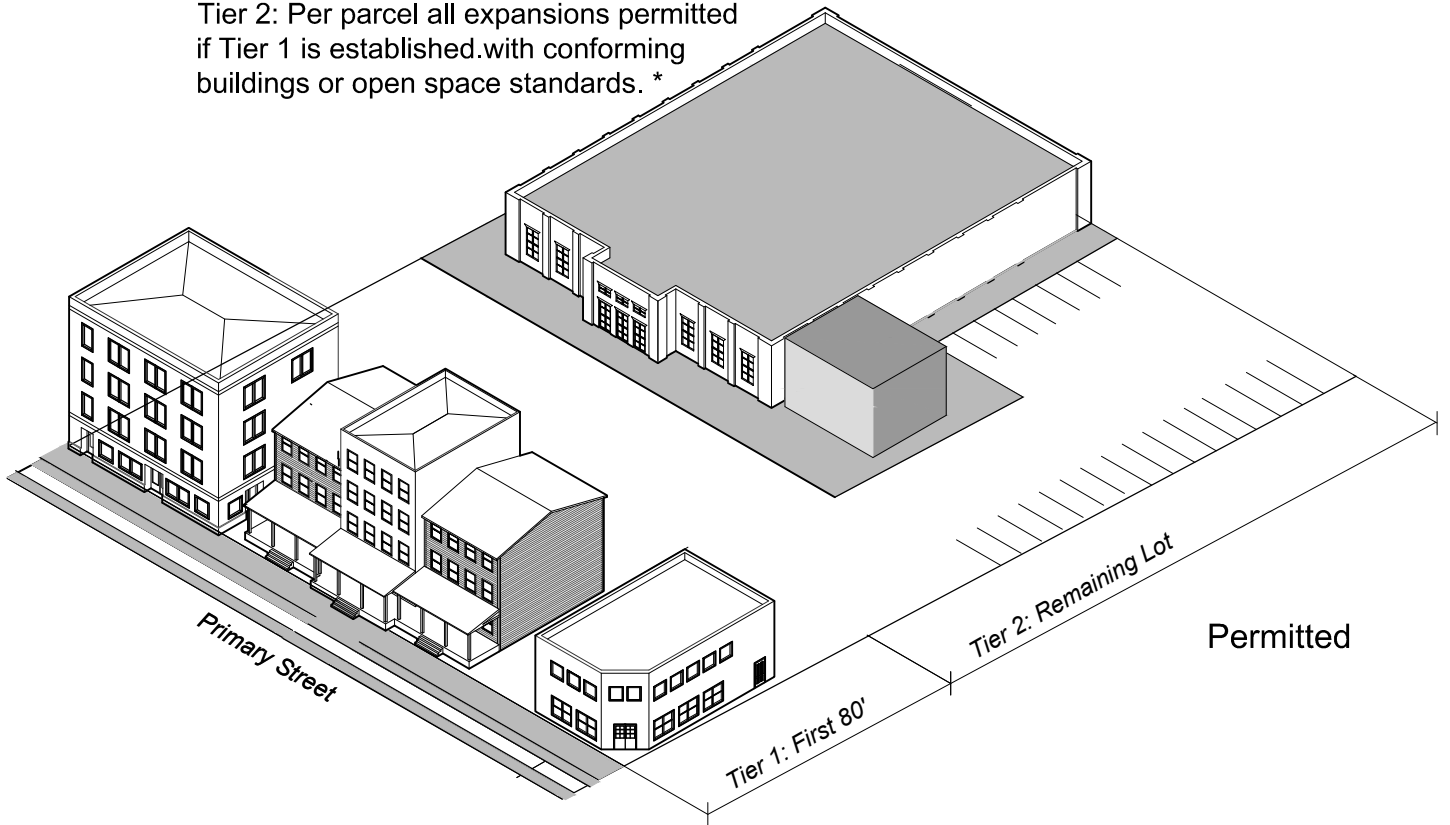 Tier 2: Per parcel all expansions permitted
if Tier 1 is established.with conforming
buildings or open space standards. *
Primary Street
Tier 1: First 80'
Tier 2: Remaining Lot
Permitted